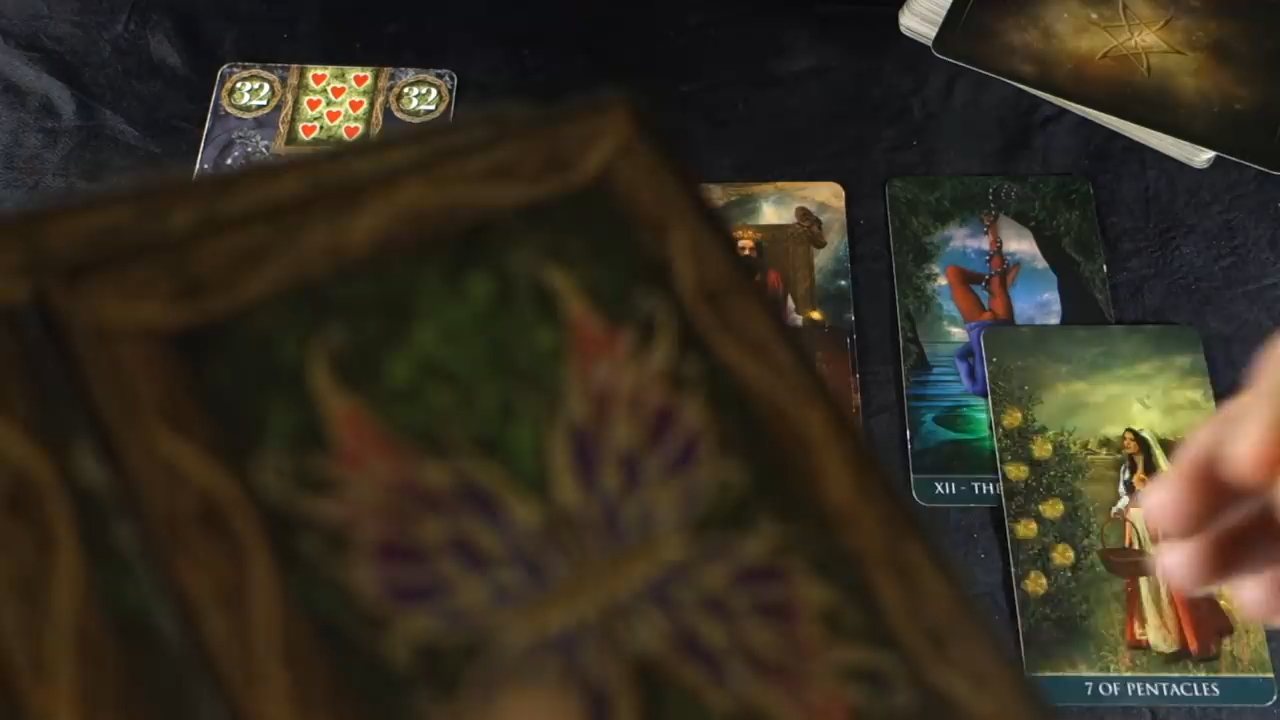 32 32
XII - THE
7 OF PENTACLES